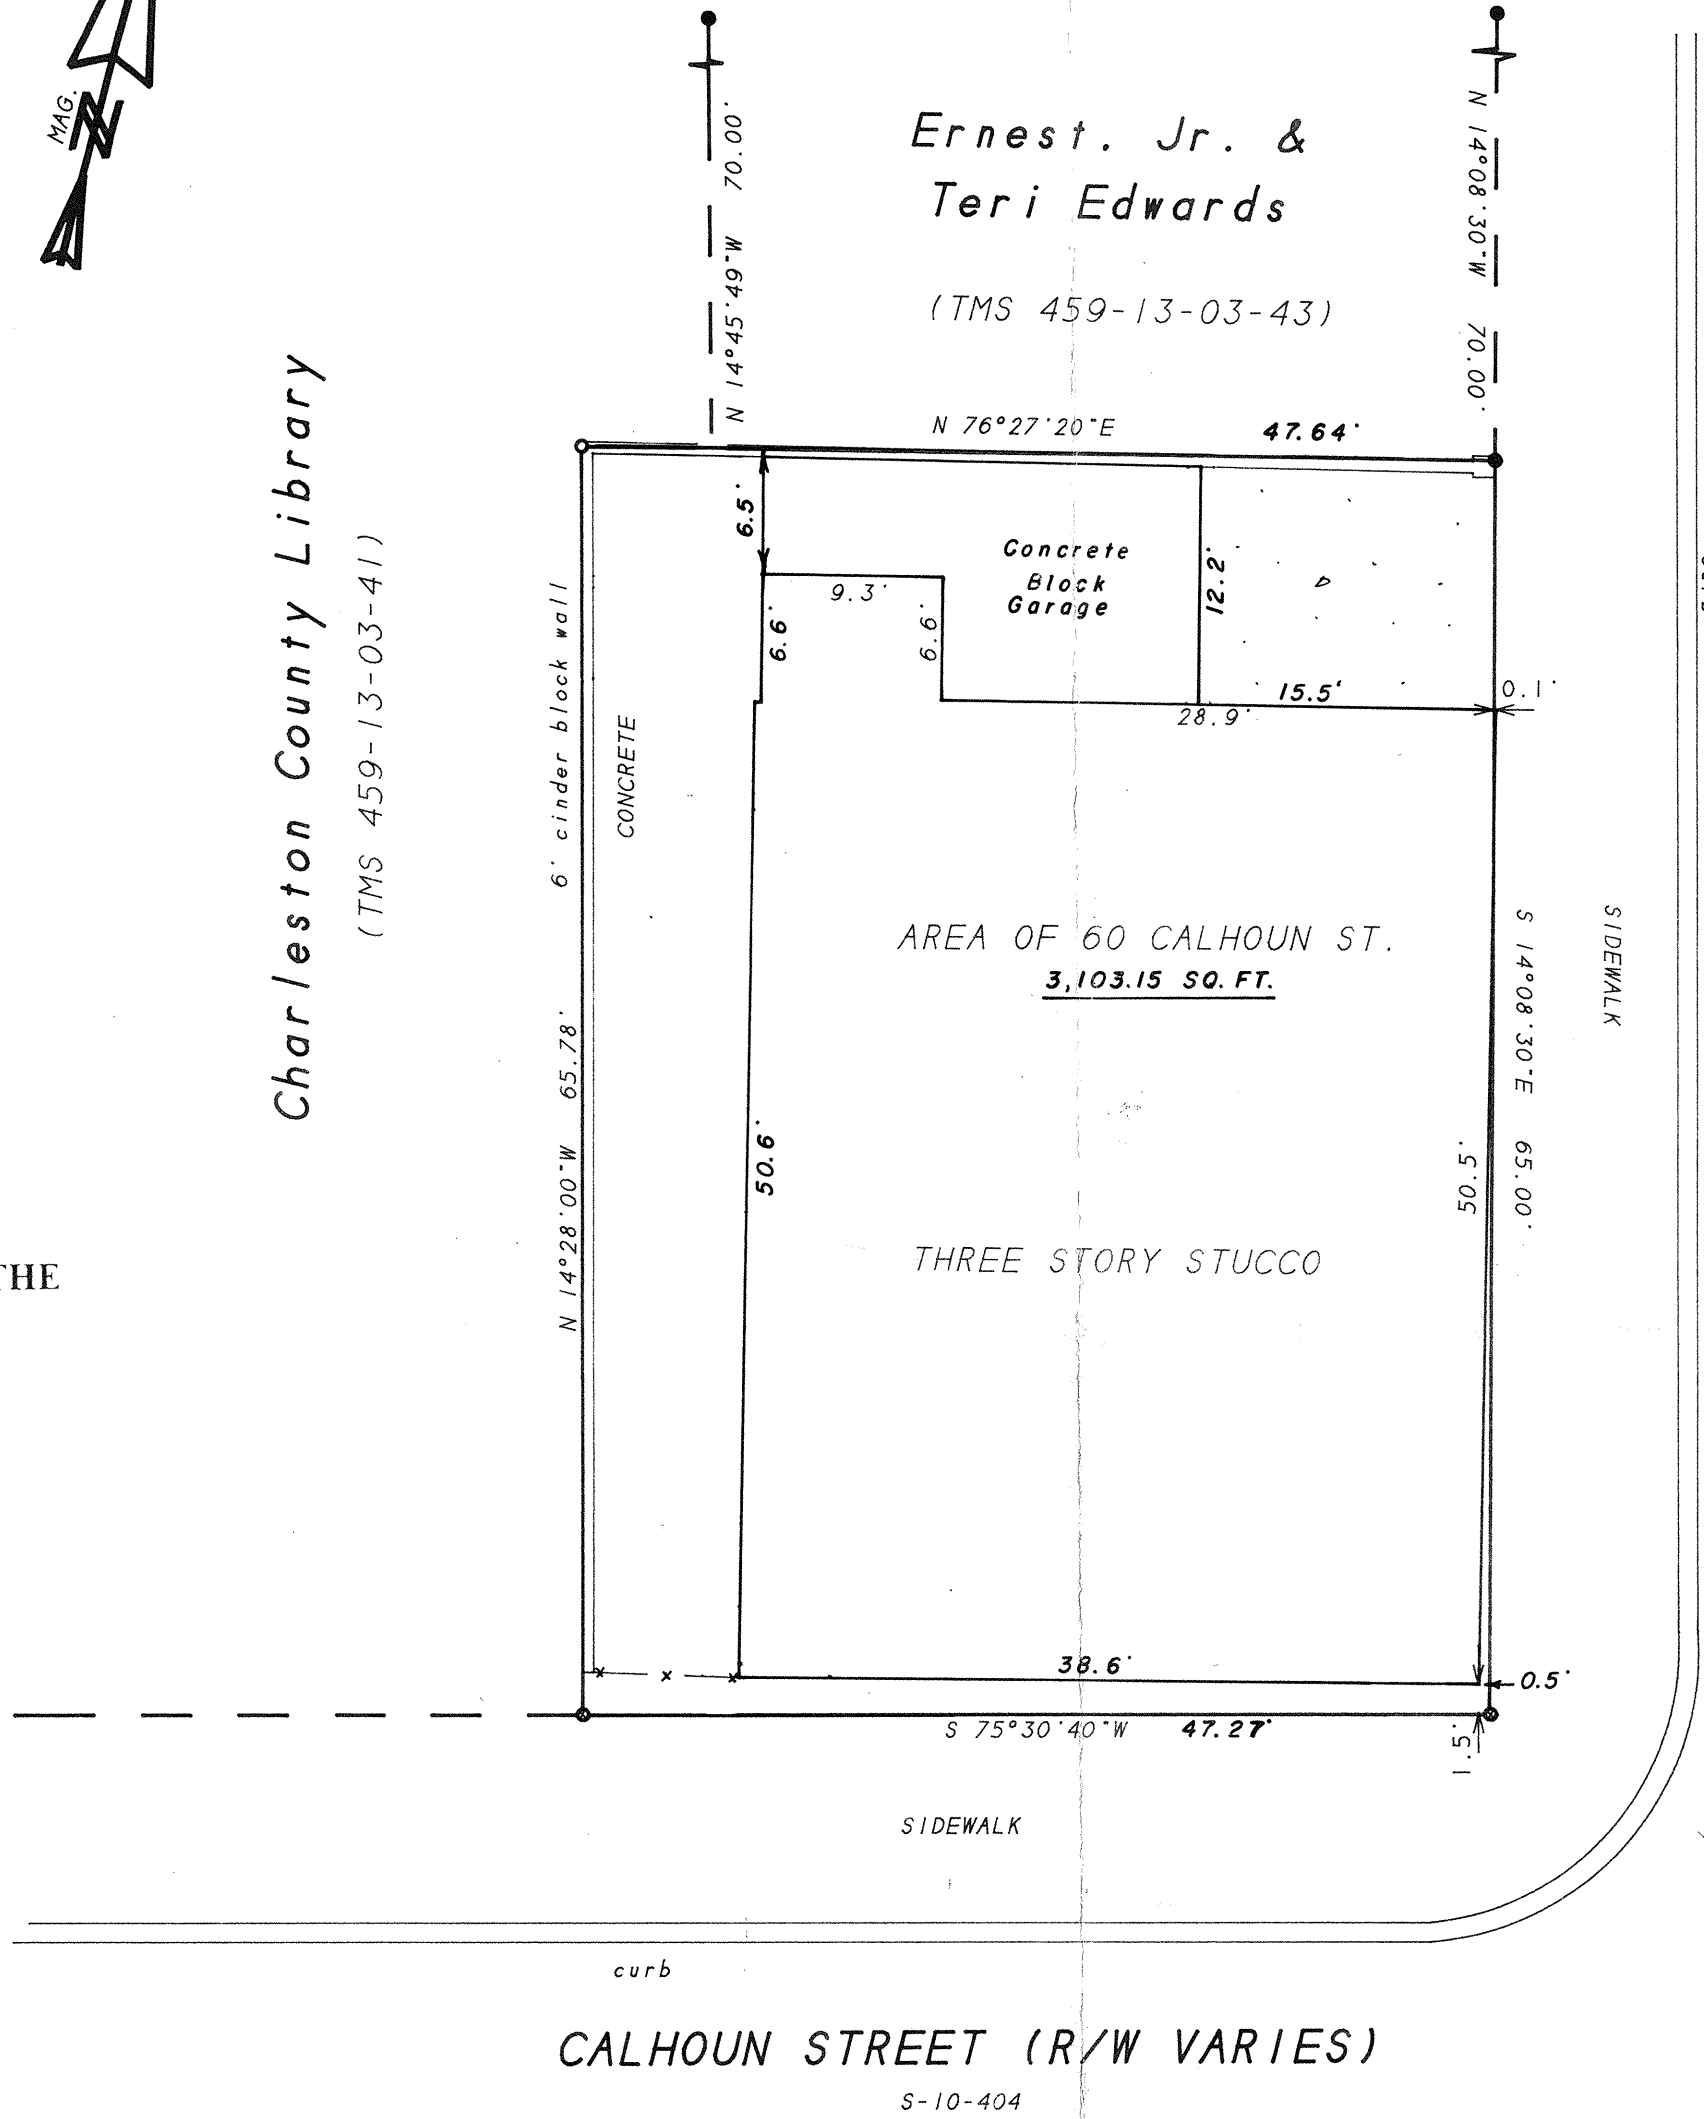 MAG.
N
N 14°45'49"W 70.00'
Ernest. Jr. &
Teri Edwards
(TMS 459-13-03-43)
N 14°08'30"W 70.00'
N 76°27'20"E 47.64'
Charleston County Library
(TMS 459-13-03-41)
6' cinder block wall
N 14°28'00"W 65.78'
CONCRETE
6.5'
9.3'
6.6'
6.6'
Concrete
Block
Garage
12.2'
15.5'
28.9'
0.1'
AREA OF 60 CALHOUN ST.
3,103.15 SQ. FT.
S 14°08'30"E 65.00'
SIDEWALK
50.6'
50.5'
THREE STORY STUCCO
THE
38.6'
0.5'
S 75°30'40"W 47.27'
1.5'
SIDEWALK
curb
CALHOUN STREET (R/W VARIES)
S-10-404